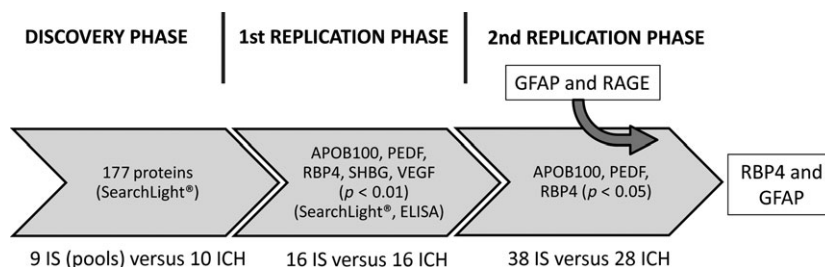 DISCOVERY PHASE
1st REPLICATION PHASE
2nd REPLICATION PHASE
GFAP and RAGE
177 proteins
(SearchLight®)
APOB100, PEDF,
RBP4, SHBG, VEGF
(p < 0.01)
(SearchLight®, ELISA)
APOB100, PEDF,
RBP4 (p < 0.05)
RBP4 and
GFAP
9 IS (pools) versus 10 ICH
16 IS versus 16 ICH
38 IS versus 28 ICH